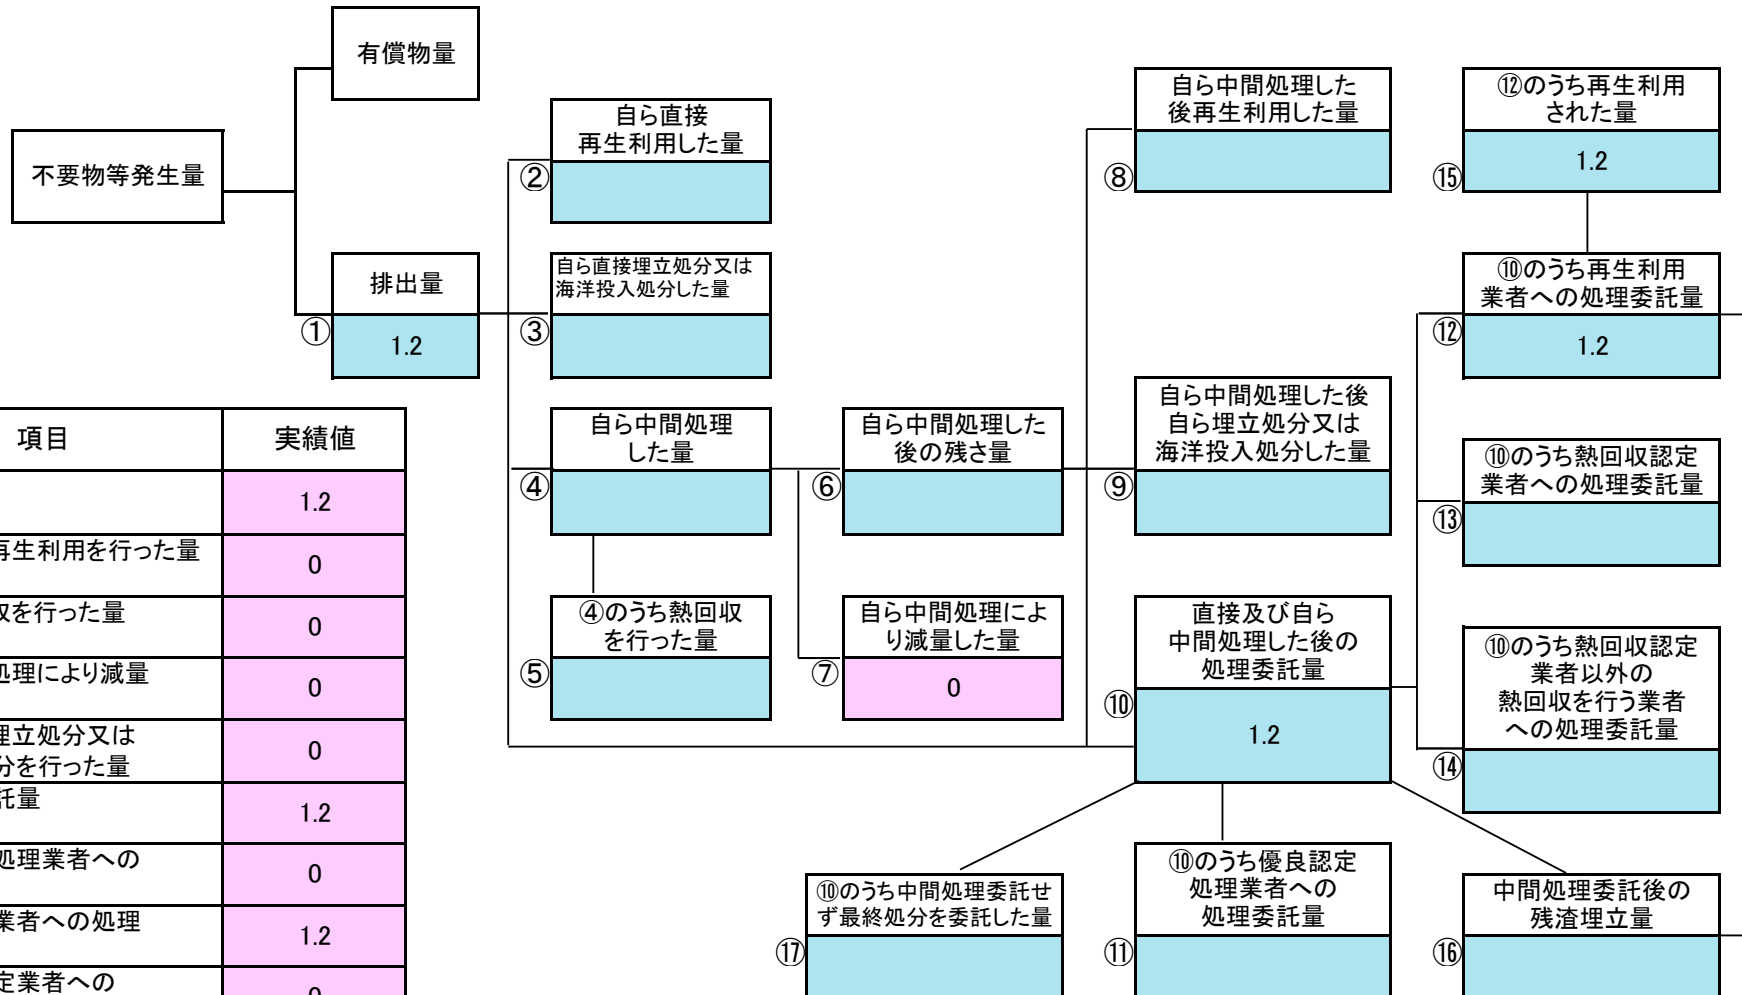 有償物量
不要物等発生量
排出量
①
1.2
自ら直接
再生利用した量
②
自ら直接埋立処分又は
海洋投入処分した量
③
自ら中間処理
した量
④
④のうち熱回収
を行った量
⑤
自ら中間処理した
後の残さ量
⑥
自ら中間処理によ
り減量した量
⑦
0
自ら中間処理した
後再生利用した量
⑧
自ら中間処理した後
自ら埋立処分又は
海洋投入処分した量
⑨
直接及び自ら
中間処理した後の
処理委託量
⑩
1.2
⑫のうち再生利用
された量
⑮
1.2
⑩のうち再生利用
業者への処理委託量
⑫
1.2
⑩のうち熱回収認定
業者への処理委託量
⑬
⑩のうち熱回収認定
業者以外の
熱回収を行う業者
への処理委託量
⑭
⑩のうち中間処理委託せ
ず最終処分を委託した量
⑰
⑩のうち優良認定
処理業者への
処理委託量
⑪
中間処理委託後の
残渣埋立量
⑯
項目 実績値
1.2
再生利用を行った量
0
を行った量
0
処理により減量
0
埋立処分又は
分を行った量
0
託量
1.2
処理業者への
0
業者への処理
1.2
定業者への
0